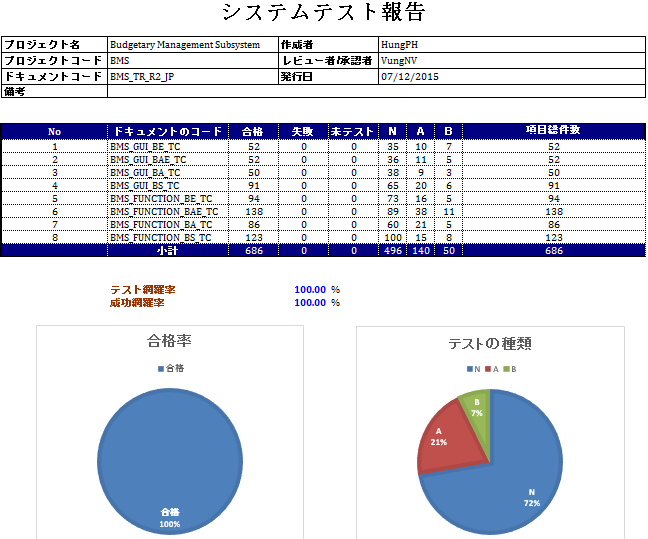 システムテスト報告
プロジェクト名 Budgetary Management Subsystem 作成者 HungPH
プロジェクトコード BMS レビュー者/承認者 VungNV
ドキュメントコード BMS_TR_R2_JP 発行日 07/12/2015
備考
No ドキュメントのコード 合格 失敗 未テスト N A B 項目総件数
1 BMS_GUI_BE_TC 52 0 0 35 10 7 52
2 BMS_GUI_BAE_TC 52 0 0 36 11 5 52
3 BMS_GUI_BA_TC 50 0 0 38 9 3 50
4 BMS_GUI_BS_TC 91 0 0 65 20 6 91
5 BMS_FUNCTION_BE_TC 94 0 0 73 16 5 94
6 BMS_FUNCTION_BAE_TC 138 0 0 89 38 11 138
7 BMS_FUNCTION_BA_TC 86 0 0 60 21 5 86
8 BMS_FUNCTION_BS_TC 123 0 0 100 15 8 123
小計 686 0 0 496 140 50 686
テスト網羅率 100.00 %
成功網羅率 100.00 %
合格率
合格
合格
100%
テストの種類
N A B
B
7%
A
21%
N
72%